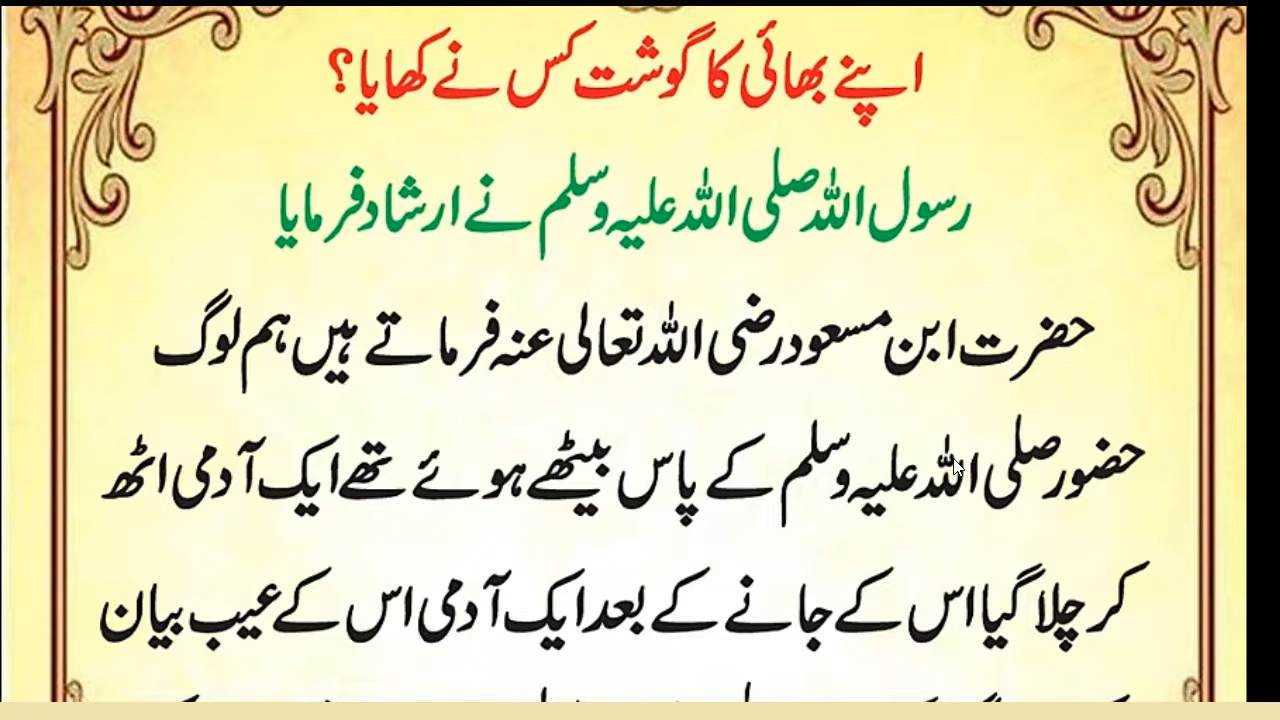 اپنے بھائی کا گوشت کس نے کھایا؟
رسول اللہ صلی اللہ علیہ وسلم نے ارشاد فرمایا
حضرت ابن مسعود رضی اللہ تعالی عنہ فرماتے ہیں ہم لوگ
حضور صلی اللہ علیہ وسلم کے پاس بیٹھے ہوئے تھے ایک آدمی اٹھ
کر چلا گیا اس کے جانے کے بعد ایک آدمی اس کے عیب بیان